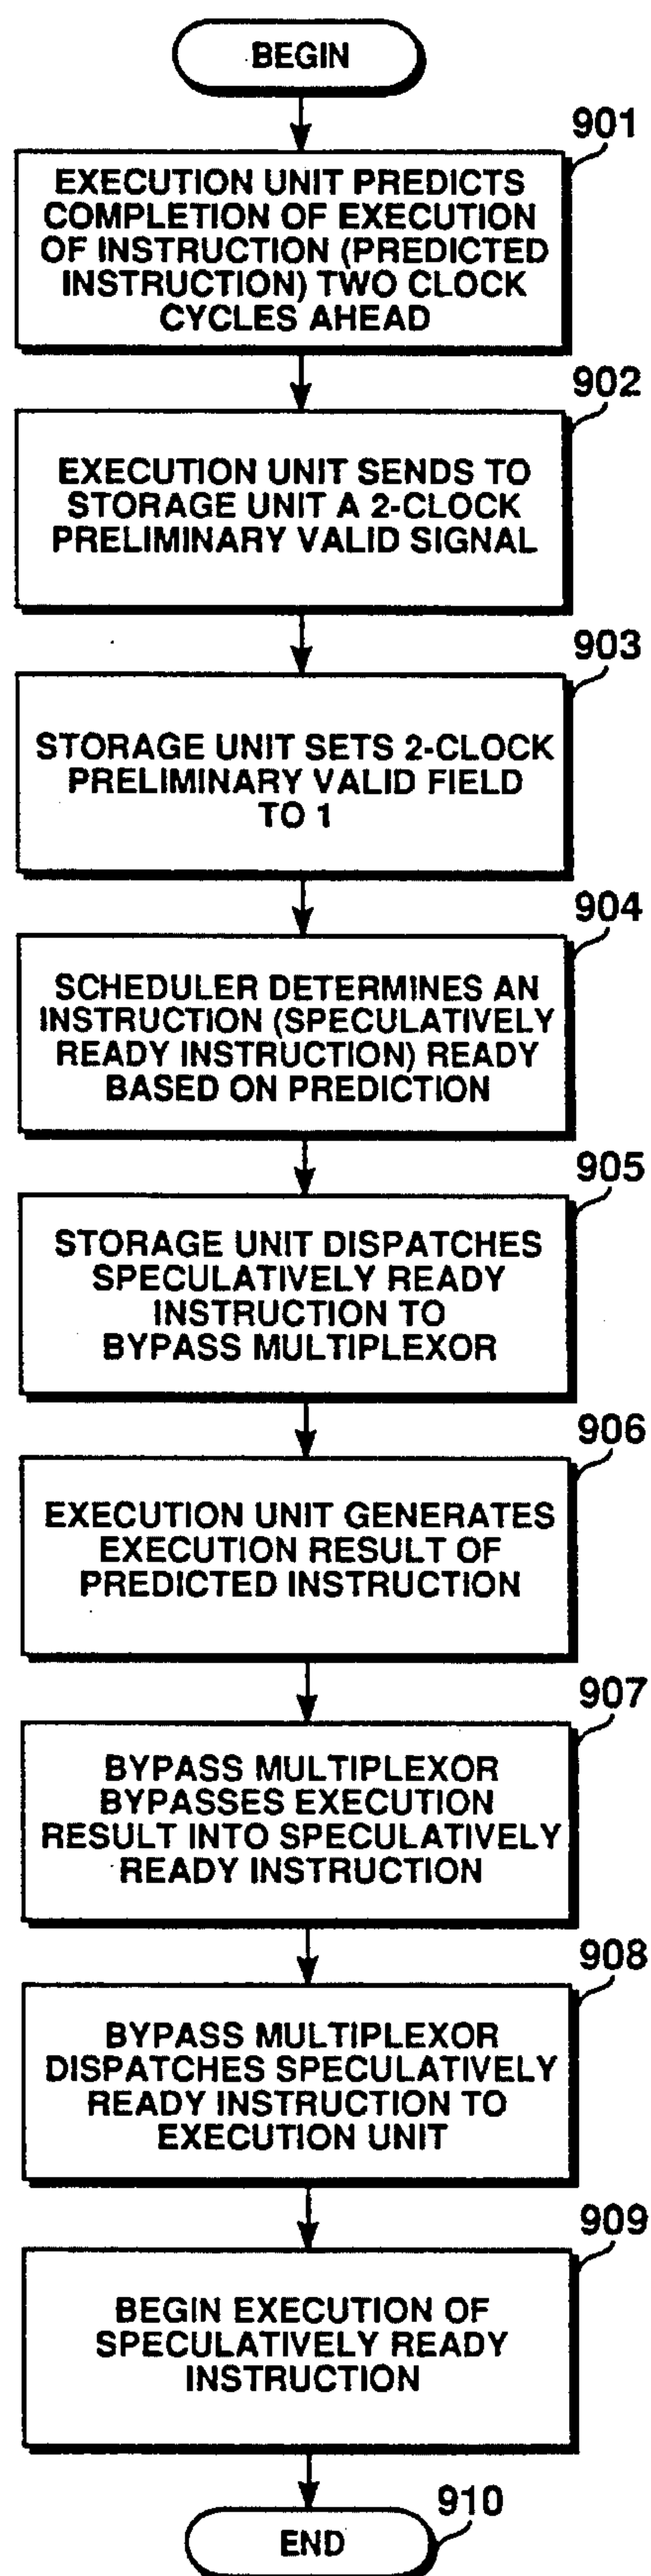 BEGIN
901
EXECUTION UNIT PREDICTS
COMPLETION OF EXECUTION
OF INSTRUCTION (PREDICTED
INSTRUCTION) TWO CLOCK
CYCLES AHEAD
902
EXECUTION UNIT SENDS TO
STORAGE UNIT A 2-CLOCK
PRELIMINARY VALID SIGNAL
903
STORAGE UNIT SETS 2-CLOCK
PRELIMINARY VALID FIELD
TO 1
904
SCHEDULER DETERMINES AN
INSTRUCTION (SPECULATIVELY
READY INSTRUCTION) READY
BASED ON PREDICTION
905
STORAGE UNIT DISPATCHES
SPECULATIVELY READY
INSTRUCTION TO
BYPASS MULTIPLEXOR
906
EXECUTION UNIT GENERATES
EXECUTION RESULT OF
PREDICTED INSTRUCTION
907
BYPASS MULTIPLEXOR
BYPASSES EXECUTION
RESULT INTO SPECULATIVELY
READY INSTRUCTION
908
BYPASS MULTIPLEXOR
DISPATCHES SPECULATIVELY
READY INSTRUCTION TO
EXECUTION UNIT
909
BEGIN EXECUTION OF
SPECULATIVELY READY
INSTRUCTION
910
END